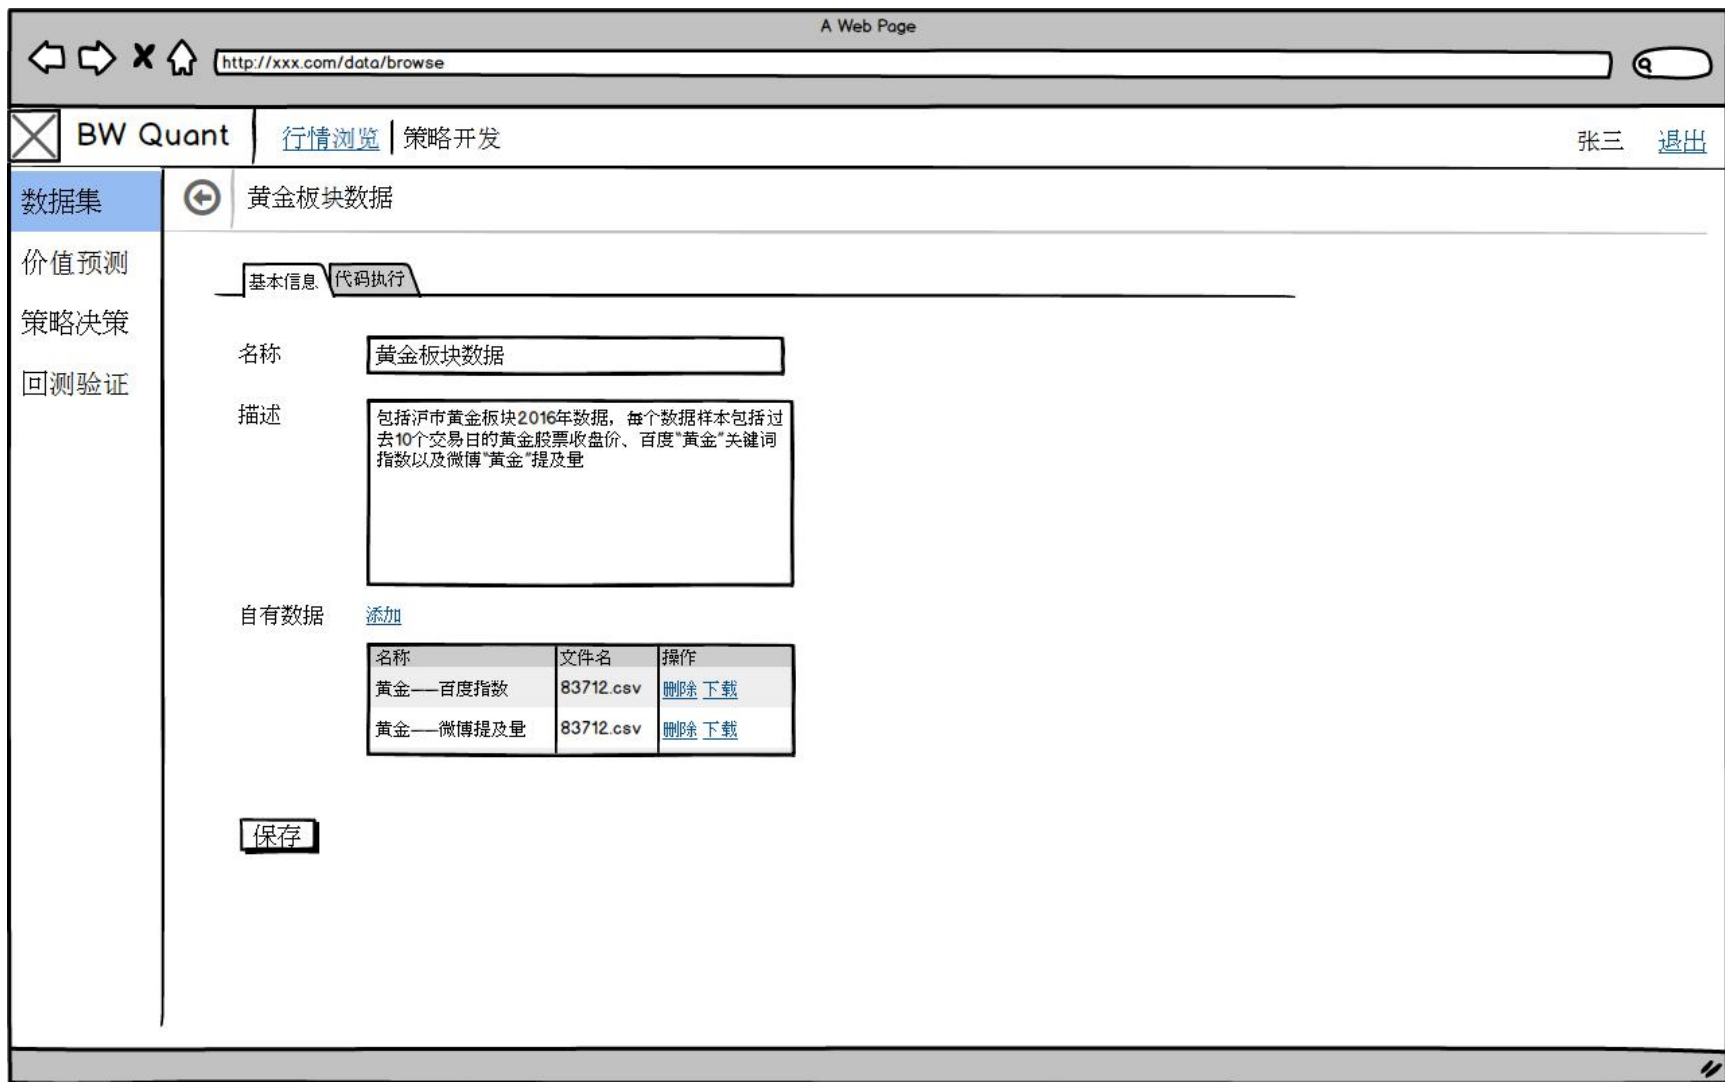 A Web Page
http://xxx.com/data/browse
BW Quant 行情浏览 策略开发 张三 退出
数据集
价值预测
策略决策
回测验证
黄金板块数据
基本信息 代码执行
名称 黄金板块数据
描述 包括沪市黄金板块2016年数据，每个数据样本包括过
去10个交易日的黄金股票收盘价、百度“黄金”关键词
指数以及微博“黄金”提及量
自有数据 添加
名称 文件名 操作
黄金——百度指数 83712.csv 删除 下载
黄金——微博提及量 83712.csv 删除 下载
保存